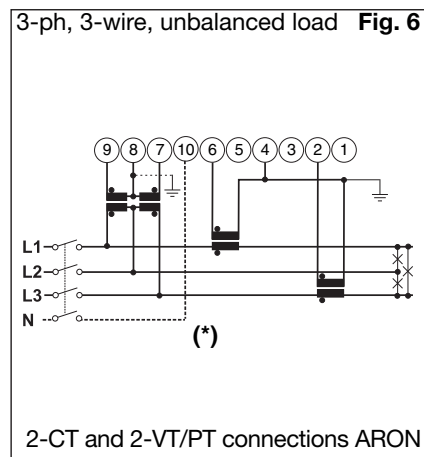 3-ph, 3-wire, unbalanced load Fig. 6
9 8 7 10 6 5 4 3 2 1
L1
L2
L3
N
(*)
2-CT and 2-VT/PT connections ARON